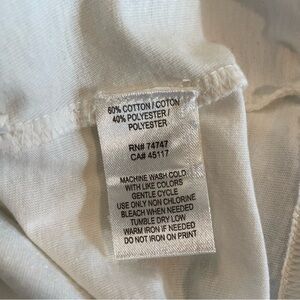 60% COTTON / COTON
40% POLYESTER /
POLYESTER
RN# 74747
CA# 45117
MACHINE WASH COLD
WITH LIKE COLORS
GENTLE CYCLE
USE ONLY NON CHLORINE
BLEACH WHEN NEEDED
TUMBLE DRY LOW
WARM IRON IF NEEDED
DO NOT IRON ON PRINT